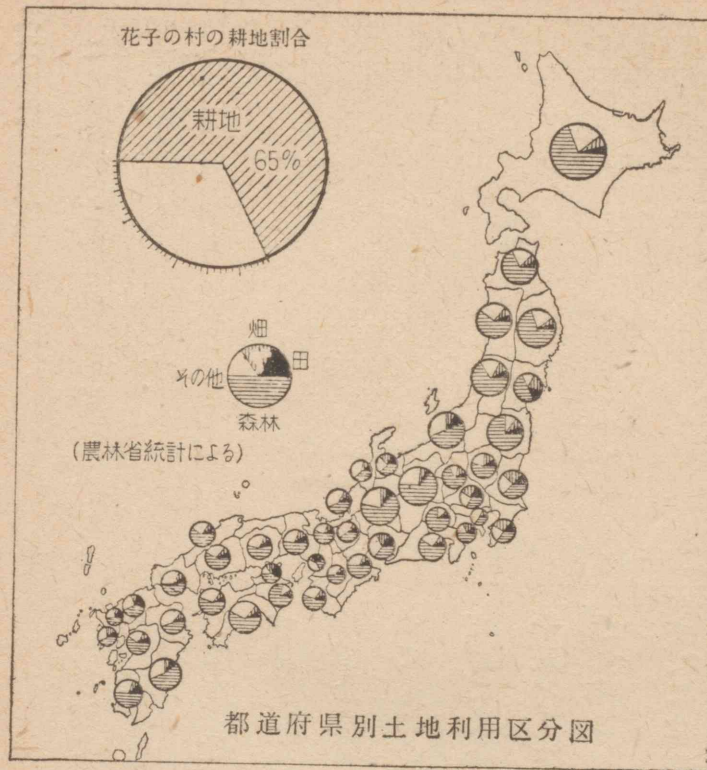 花子の村の耕地割合
耕地
65%
畑
田
その他
森林
(農林省統計による)
都道府県別土地利用区分図